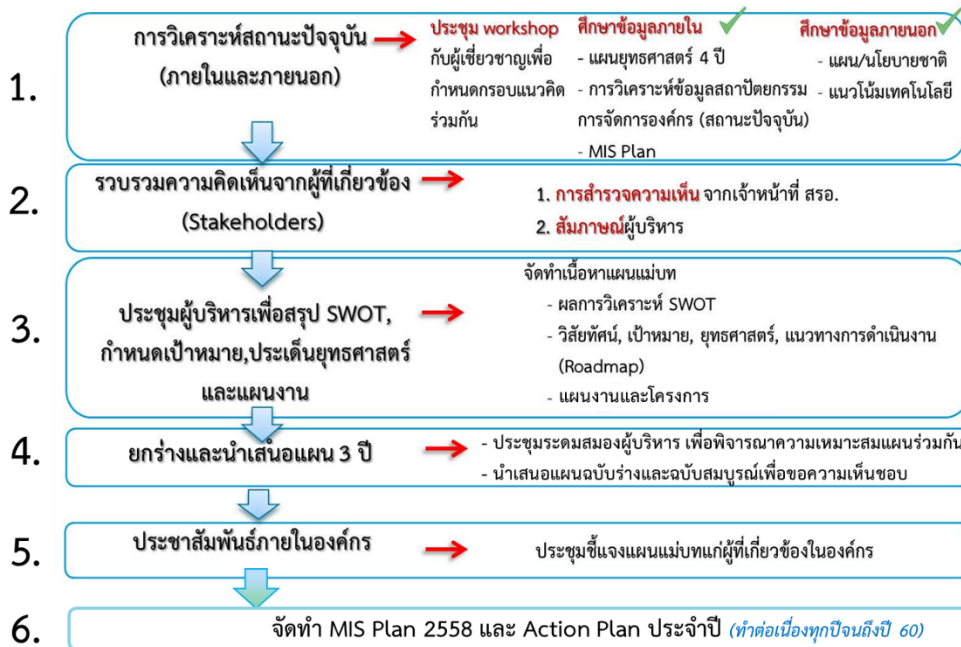 1.
การวิเคราะห์สถานะปัจจุบัน
(ภายในและภายนอก)
ประชุม workshop
กับผู้เชี่ยวชาญเพื่อ
กำหนดกรอบแนวคิด
ร่วมกัน
ศึกษาข้อมูลภายใน
- แผนยุทธศาสตร์ 4 ปี
- การวิเคราะห์ข้อมูลสถาปัตยกรรม
การจัดการองค์กร (สถานะปัจจุบัน)
- MIS Plan
ศึกษาข้อมูลภายนอก
- แผน/นโยบายชาติ
- แนวโน้มเทคโนโลยี
2.
รวบรวมความคิดเห็นจากผู้ที่เกี่ยวข้อง
(Stakeholders)
1. การสำรวจความเห็น จากเจ้าหน้าที่ สรอ.
2. สัมภาษณ์ผู้บริหาร
3.
ประชุมผู้บริหารเพื่อสรุป SWOT,
กำหนดเป้าหมาย,ประเด็นยุทธศาสตร์
และแผนงาน
จัดทำเนื้อหาแผนแม่บท
- ผลการวิเคราะห์ SWOT
- วิสัยทัศน์, เป้าหมาย, ยุทธศาสตร์, แนวทางการดำเนินงาน
(Roadmap)
- แผนงานและโครงการ
4.
ยกร่างและนำเสนอแผน 3 ปี
- ประชุมระดมสมองผู้บริหาร เพื่อพิจารณาความเหมาะสมแผนร่วมกัน
- นำเสนอแผนฉบับร่างและฉบับสมบูรณ์เพื่อขอความเห็นชอบ
5.
ประชาสัมพันธ์ภายในองค์กร
ประชุมชี้แจงแผนแม่บทแก่ผู้ที่เกี่ยวข้องในองค์กร
6.
จัดทำ MIS Plan 2558 และ Action Plan ประจำปี (ทำต่อเนื่องทุกปีจนถึงปี 60)